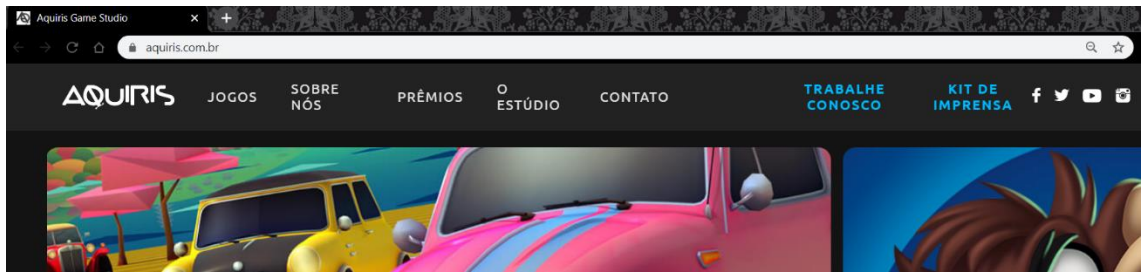 Aquiris Game Studio
aquiris.com.br
AQUIRIS
JOGOS
SOBRE
NÓS
PRÊMIOS
O
ESTÚDIO
CONTATO
TRABALHE
CONOSCO
KIT DE
IMPRENSA